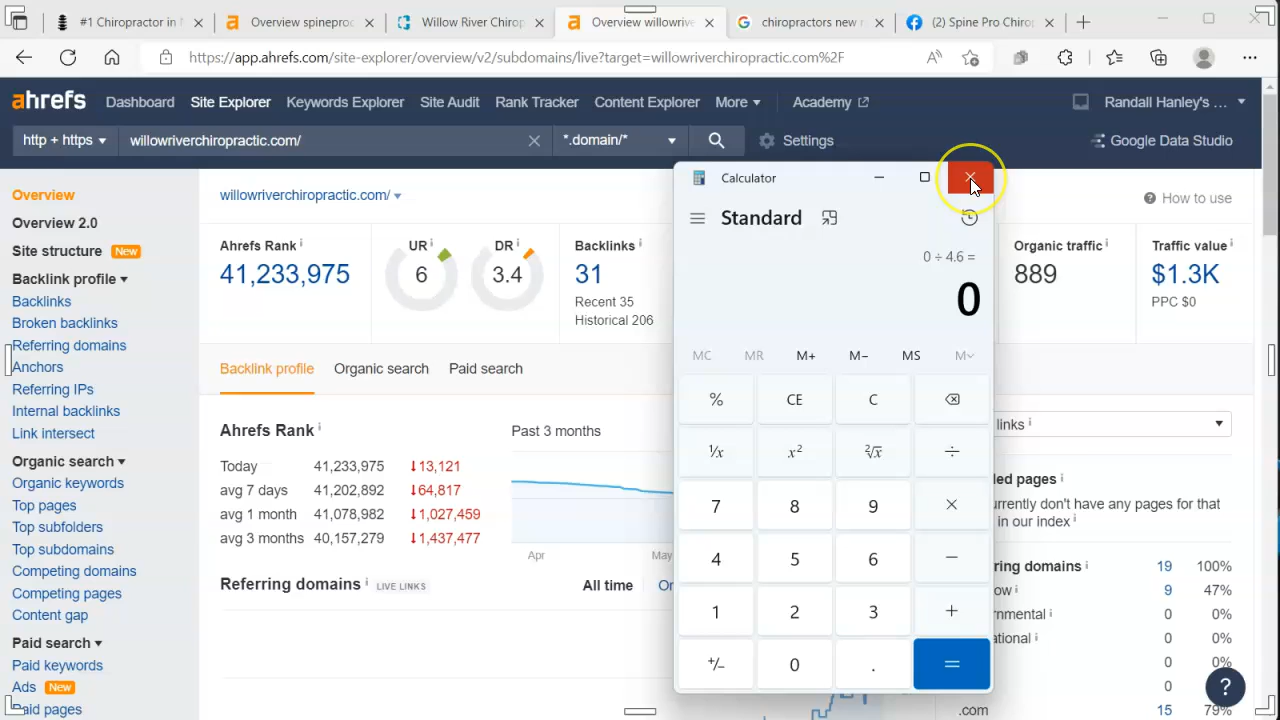 #1 Chiropractor in
Overview spineproc
Willow River Chirop
Overview willowrive
chiropractors new r
(2) Spine Pro Chirop
https://app.ahrefs.com/site-explorer/overview/v2/subdomains/live?target=willowriverchiropractic.com%2F
ahrefs
Dashboard
Site Explorer
Keywords Explorer
Site Audit
Rank Tracker
Content Explorer
More
Academy
Randall Hanley's ...
http + https
willowriverchiropractic.com/
*.domain/*
Settings
Google Data Studio
Overview
Overview 2.0
Site structure New
Backlink profile
Backlinks
Broken backlinks
Referring domains
Anchors
Referring IPs
Internal backlinks
Link intersect
Organic search
Organic keywords
Top pages
Top subfolders
Top subdomains
Competing domains
Competing pages
Content gap
Paid search
Paid keywords
Ads New
Paid pages
willowriverchiropractic.com/
How to use
Ahrefs Rank
41,233,975
UR
6
DR
3.4
Backlinks
31
Recent 35
Historical 206
Organic traffic
889
Traffic value
$1.3K
PPC $0
Backlink profile
Organic search
Paid search
Ahrefs Rank
Past 3 months
Today 41,233,975 ↓13,121
avg 7 days 41,202,892 ↓64,817
avg 1 month 41,078,982 ↓1,027,459
avg 3 months 40,157,279 ↓1,437,477
Apr
May
Referring domains LIVE LINKS
All time
Calculator
Standard
0 ÷ 4.6 =
0
MC MR M+ M− MS M
% CE C
¹/x x² ²√x ÷
7 8 9 ×
4 5 6 −
1 2 3 +
+/− 0 . =
links
led pages
urrently don't have any pages for that
in our index
ring domains 19 100%
ow 9 47%
rnmental 0 0%
ational 0 0%
0 0%
0
.com 15 79%
?